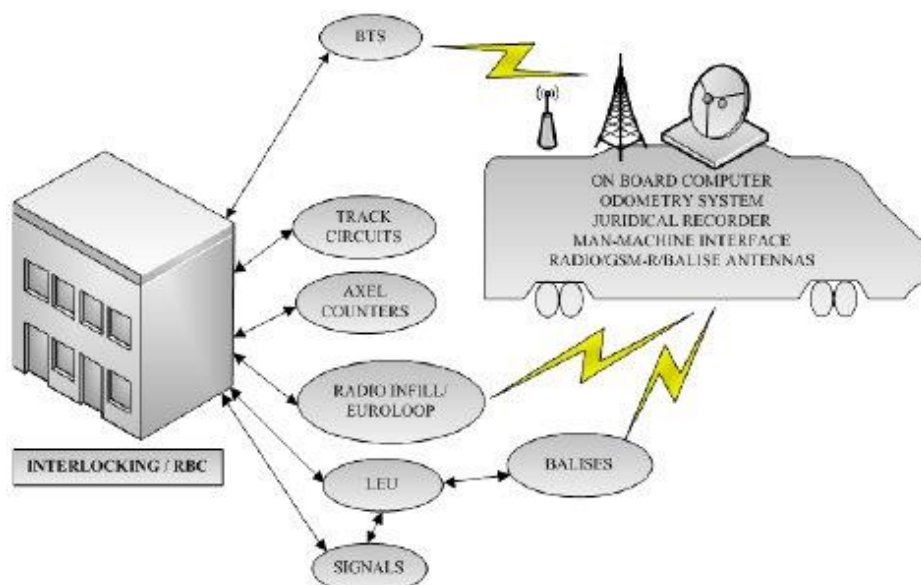 BTS
ON BOARD COMPUTER
ODOMETRY SYSTEM
JURIDICAL RECORDER
MAN-MACHINE INTERFACE
RADIO/GSM-R/BALISE ANTENNAS
TRACK
CIRCUITS
AXEL
COUNTERS
RADIO INFILL/
EUROLOOP
INTERLOCKING / RBC
BALISES
LEU
SIGNALS